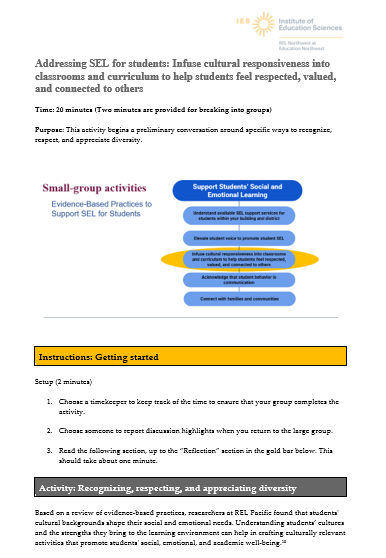 IES Institute of
Education Sciences
REL Northwest at
Education Northwest
Addressing SEL for students: Infuse cultural responsiveness into
classrooms and curriculum to help students feel respected, valued,
and connected to others
Time: 20 minutes (Two minutes are provided for breaking into groups)
Purpose: This activity begins a preliminary conversation around specific ways to recognize,
respect, and appreciate diversity.
Small-group activities
Evidence-Based Practices to
Support SEL for Students
Support Students' Social and
Emotional Learning
Understand available SEL support services for
students within your building and district
Elevate student voice to promote student SEL
Infuse cultural responsiveness into classrooms
and curriculum to help students feel respected,
valued, and connected to others
Acknowledge that student behavior is
communication
Connect with families and communities
Instructions: Getting started
Setup (2 minutes)
1. Choose a timekeeper to keep track of the time to ensure that your group completes the
activity.
2. Choose someone to report discussion highlights when you return to the large group.
3. Read the following section, up to the “Reflection” section in the gold bar below. This
should take about one minute.
Activity: Recognizing, respecting, and appreciating diversity
Based on a review of evidence-based practices, researchers at REL Pacific found that students'
cultural backgrounds shape their social and emotional needs. Understanding students' cultures
and the strengths they bring to the learning environment can help in crafting culturally relevant
activities that promote students' social, emotional, and academic well-being.